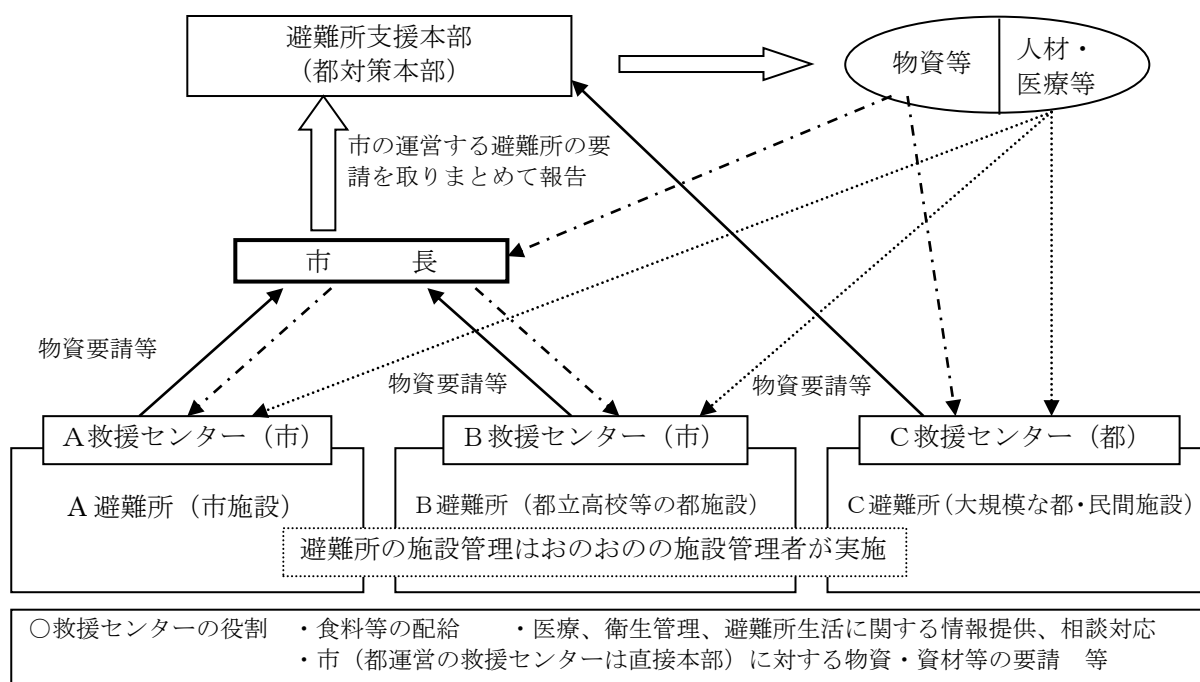 避難所支援本部
（都対策本部）
物資等
人材・
医療等
市の運営する避難所の要
請を取りまとめて報告
市　　長
物資要請等
物資要請等
物資要請等
Ａ救援センター（市）
Ｂ救援センター（市）
Ｃ救援センター（都）
Ａ避難所（市施設）
Ｂ避難所（都立高校等の都施設）
Ｃ避難所（大規模な都・民間施設）
避難所の施設管理はおのおのの施設管理者が実施
○救援センターの役割　・食料等の配給　　・医療、衛生管理、避難所生活に関する情報提供、相談対応
・市（都運営の救援センターは直接本部）に対する物資・資材等の要請　等